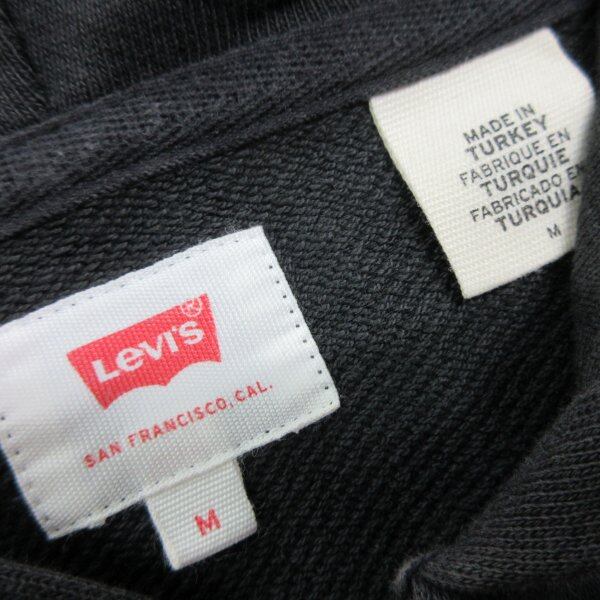 Levi's®
SAN FRANCISCO, CAL.
M
MADE IN
TURKEY
FABRIQUE EN
TURQUIE
FABRICADO EN
TURQUIA
M